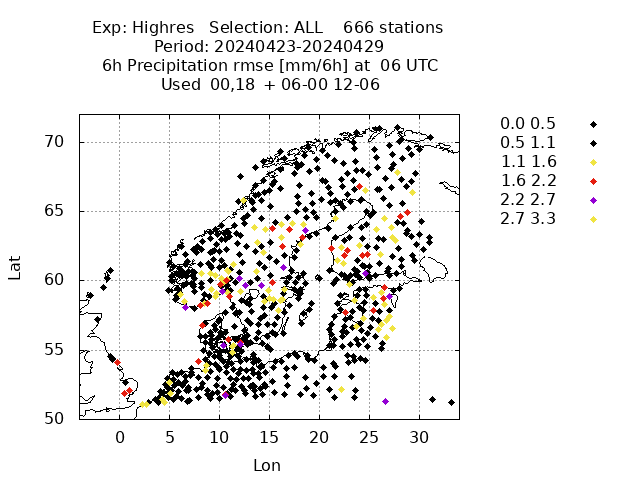 Exp: Highres Selection: ALL 666 stations
Period: 20240423-20240429
6h Precipitation rmse [mm/6h] at 06 UTC
Used 00,18 + 06-00 12-06
0.0 0.5
0.5 1.1
1.1 1.6
1.6 2.2
2.2 2.7
2.7 3.3
70
65
60
55
50
Lat
0 5 10 15 20 25 30
Lon